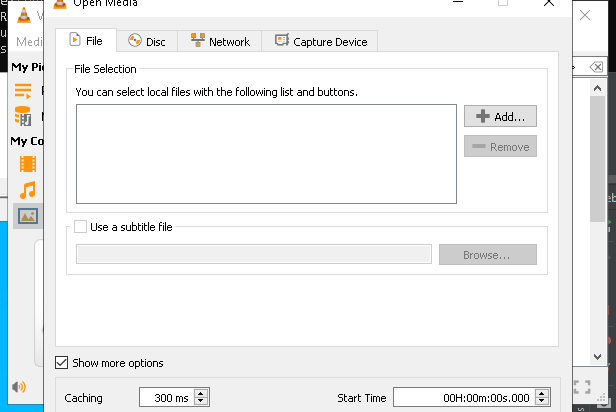 Open Media
V
Medi
My Pi
My Co
File
Disc
Network
Capture Device
File Selection
You can select local files with the following list and buttons.
Add...
Remove
Use a subtitle file
Browse...
Show more options
Caching
300 ms
Start Time
00H:00m:00s.000